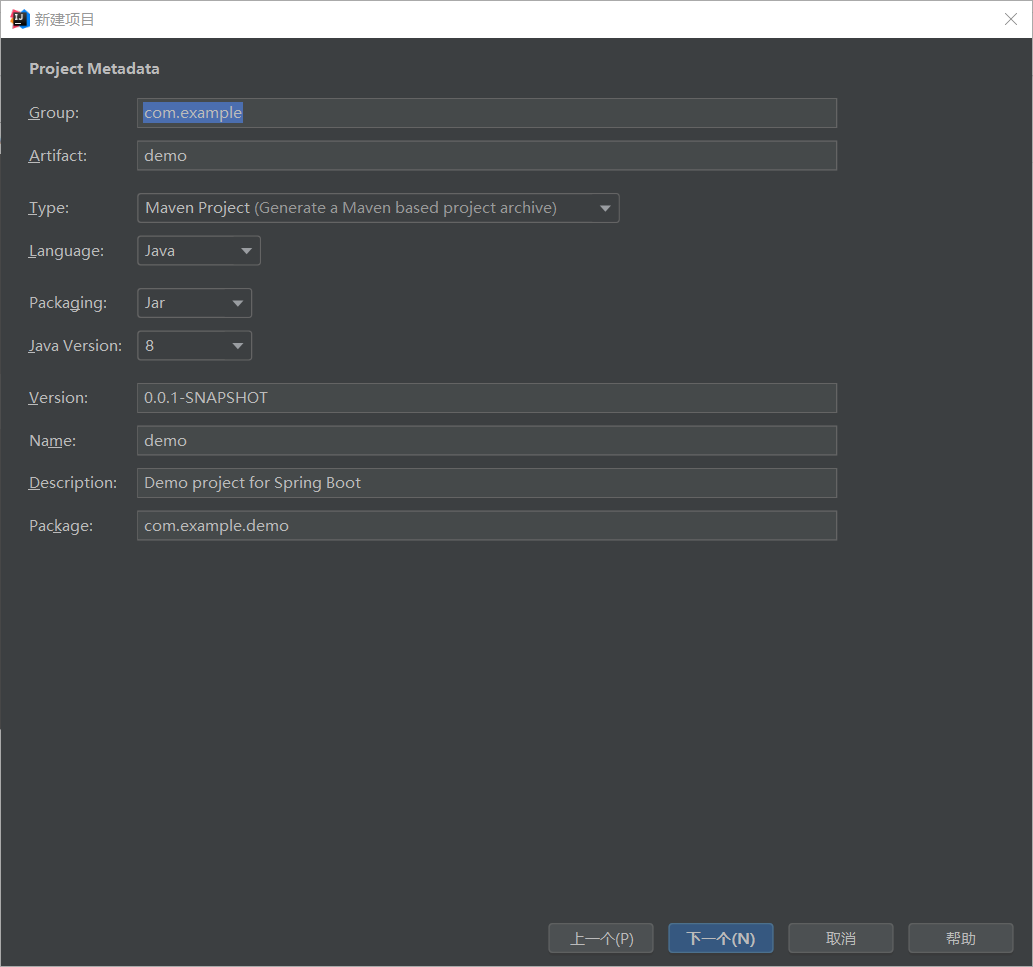 新建项目
Project Metadata
Group: com.example
Artifact: demo
Type: Maven Project (Generate a Maven based project archive)
Language: Java
Packaging: Jar
Java Version: 8
Version: 0.0.1-SNAPSHOT
Name: demo
Description: Demo project for Spring Boot
Package: com.example.demo
上一个(P) 下一个(N) 取消 帮助